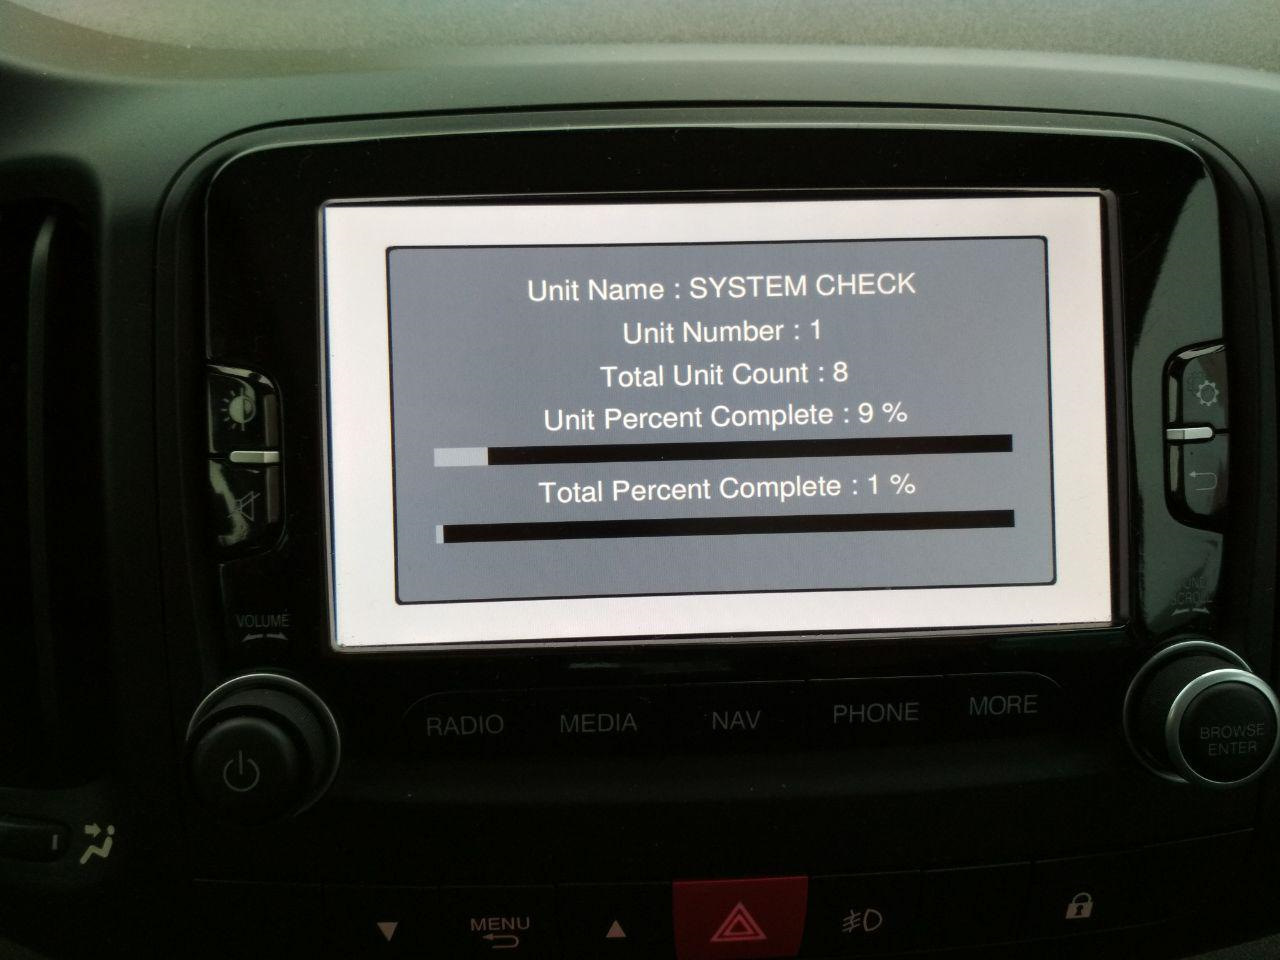 Unit Name : SYSTEM CHECK
Unit Number : 1
Total Unit Count : 8
Unit Percent Complete : 9 %
Total Percent Complete : 1 %
VOLUME
SCROLL
RADIO
MEDIA
NAV
PHONE
MORE
BROWSE
ENTER
MENU